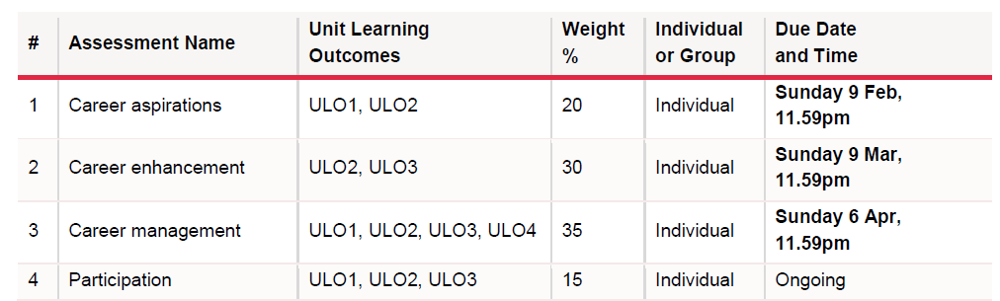 # Assessment Name Unit Learning Outcomes Weight % Individual or Group Due Date and Time
1 Career aspirations ULO1, ULO2 20 Individual Sunday 9 Feb, 11.59pm
2 Career enhancement ULO2, ULO3 30 Individual Sunday 9 Mar, 11.59pm
3 Career management ULO1, ULO2, ULO3, ULO4 35 Individual Sunday 6 Apr, 11.59pm
4 Participation ULO1, ULO2, ULO3 15 Individual Ongoing